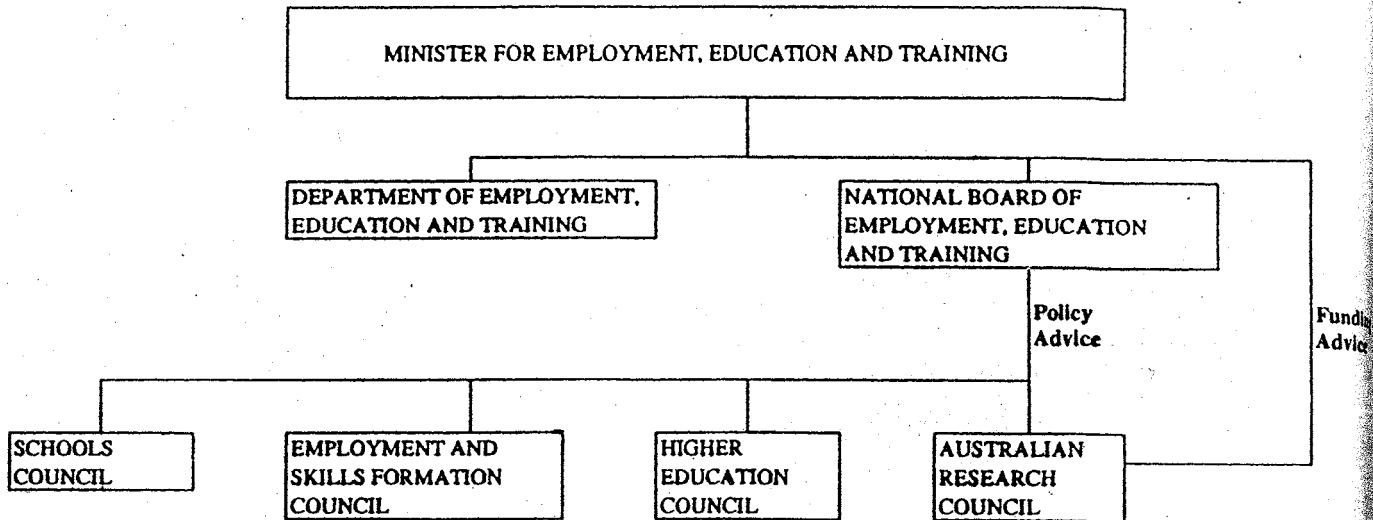 MINISTER FOR EMPLOYMENT, EDUCATION AND TRAINING
DEPARTMENT OF EMPLOYMENT,
EDUCATION AND TRAINING
NATIONAL BOARD OF
EMPLOYMENT, EDUCATION
AND TRAINING
Policy
Advice
SCHOOLS
COUNCIL
EMPLOYMENT AND
SKILLS FORMATION
COUNCIL
HIGHER
EDUCATION
COUNCIL
AUSTRALIAN
RESEARCH
COUNCIL